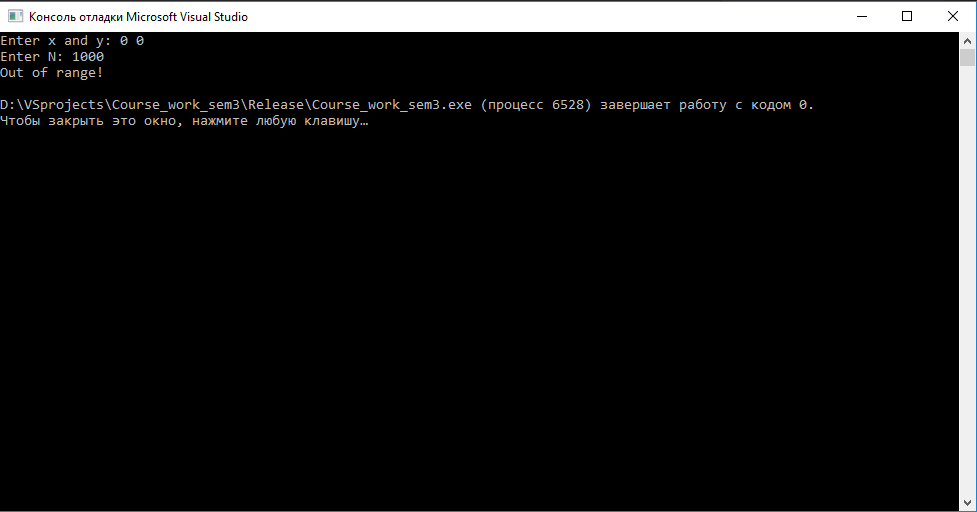 Консоль отладки Microsoft Visual Studio
Enter x and y: 0 0
Enter N: 1000
Out of range!
D:\VSprojects\Course_work_sem3\Release\Course_work_sem3.exe (процесс 6528) завершает работу с кодом 0.
Чтобы закрыть это окно, нажмите любую клавишу…